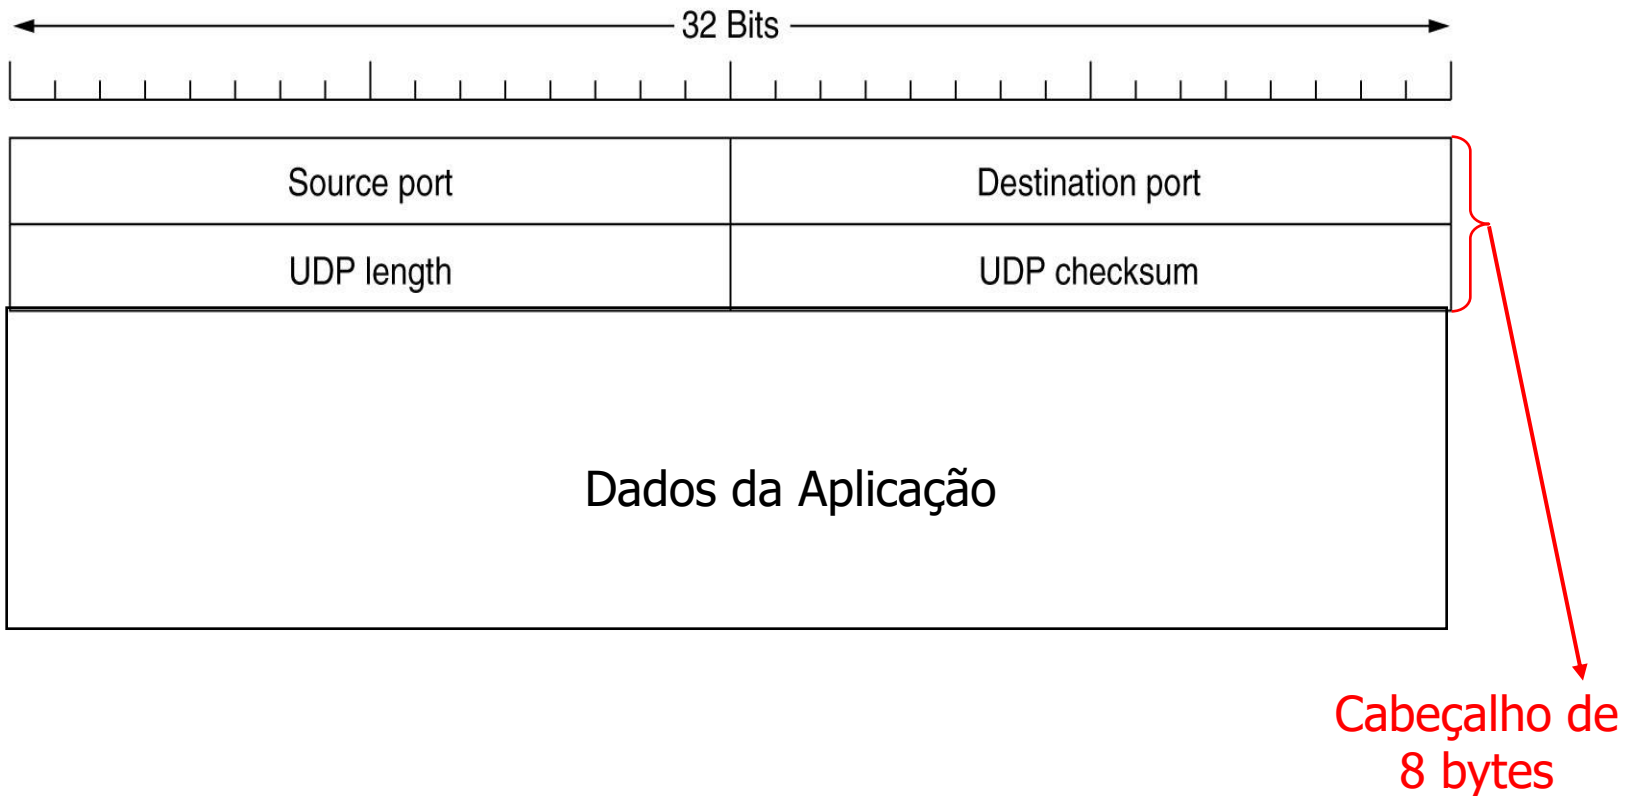 32 Bits
Source port
Destination port
UDP length
UDP checksum
Dados da Aplicação
Cabeçalho de
8 bytes